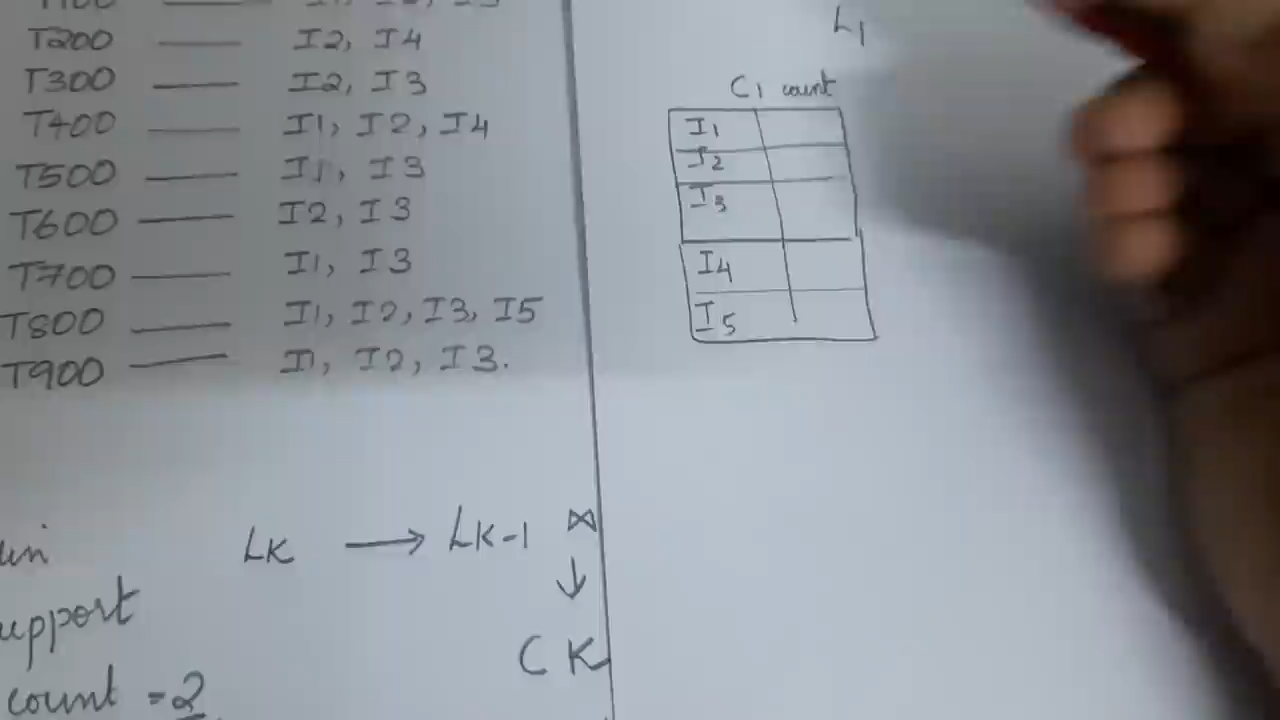 T200 —— I2, I4
T300 —— I2, I3
T400 —— I1, I2, I4
T500 —— I1, I3
T600 —— I2, I3
T700 —— I1, I3
T800 —— I1, I2, I3, I5
T900 —— I1, I2, I3.
LK → LK-1 ⋈
↓
CK
upport
count = 2
L1
C1 count
I1
I2
I3
I4
I5